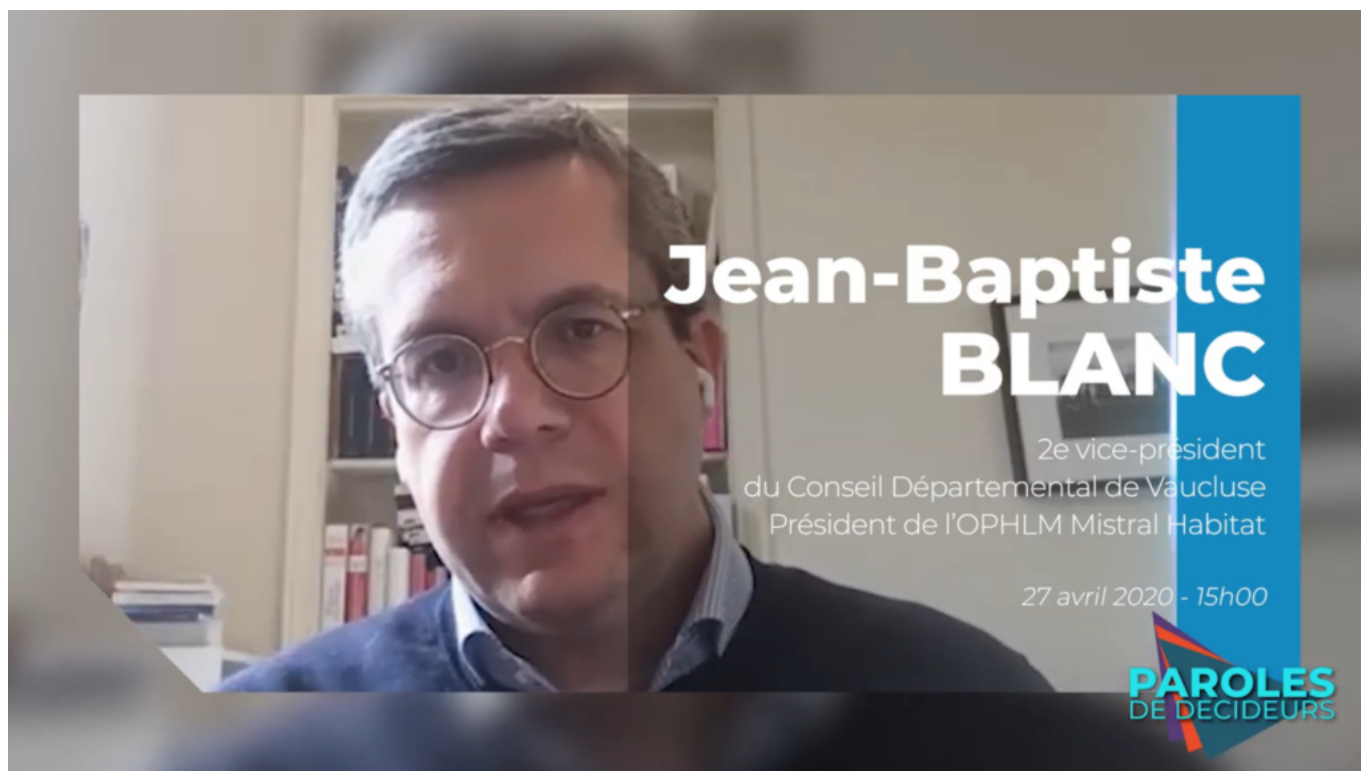 Jean-Baptiste
BLANC
2e vice-président
du Conseil Départemental de Vaucluse
Président de l'OPHLM Mistral Habitat
27 avril 2020 - 15h00
PAROLES
DE DECIDEURS